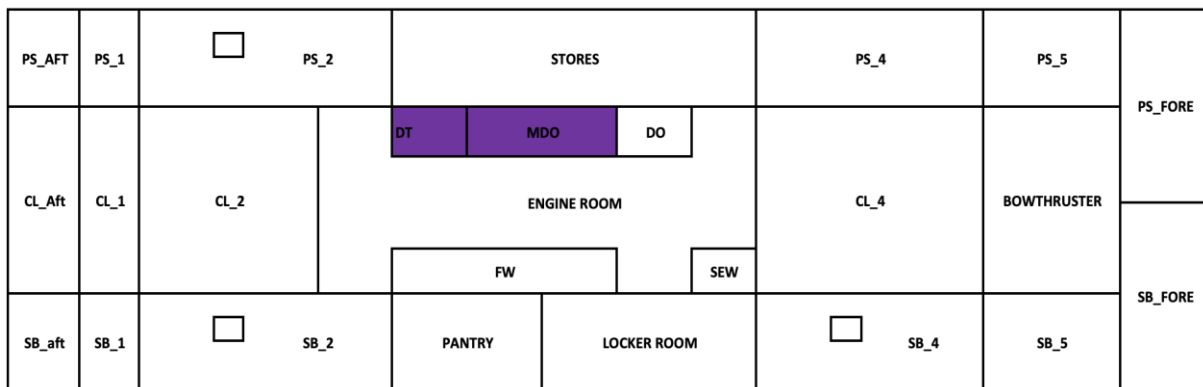 PS_AFT PS_1 PS_2 STORES PS_4 PS_5
PS_FORE
DT MDO DO
CL_Aft CL_1 CL_2 ENGINE ROOM CL_4 BOWTHRUSTER
FW SEW
SB_FORE
SB_aft SB_1 SB_2 PANTRY LOCKER ROOM SB_4 SB_5